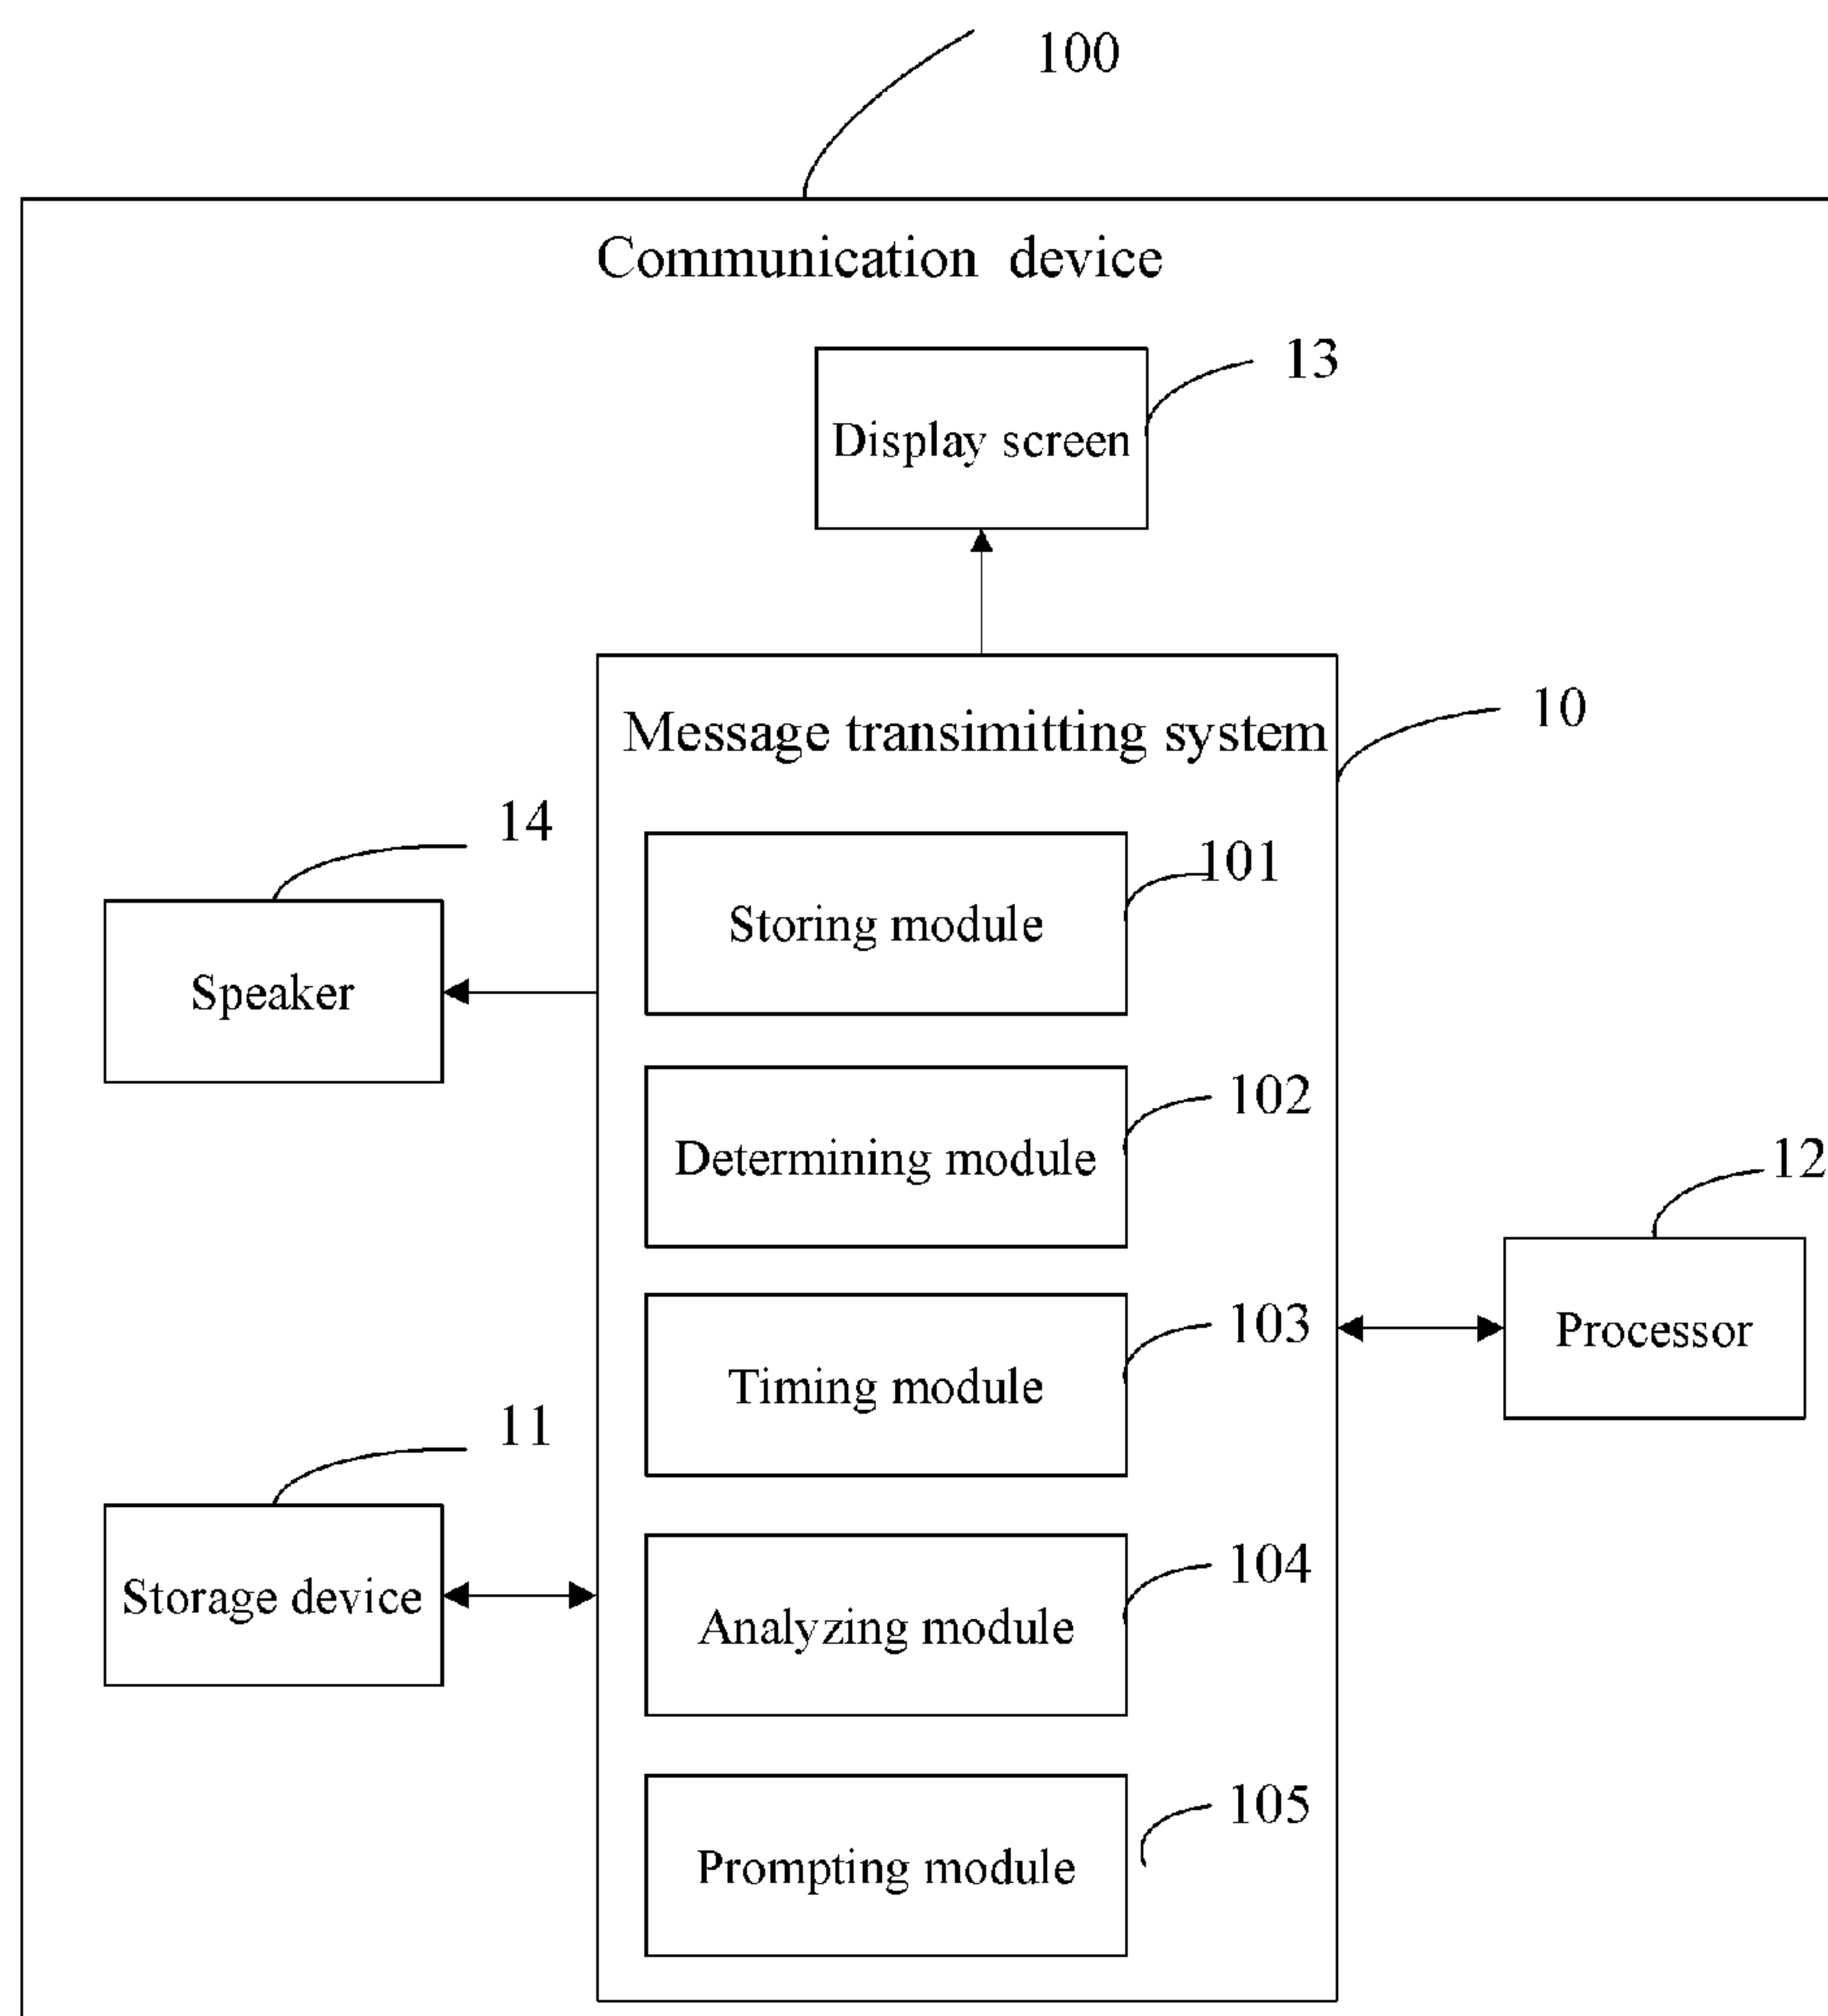 100
Communication device
13
Display screen
Message transimitting system
10
14
101
Storing module
Speaker
102
Determining module
12
103
Processor
Timing module
11
104
Storage device
Analyzing module
105
Prompting module